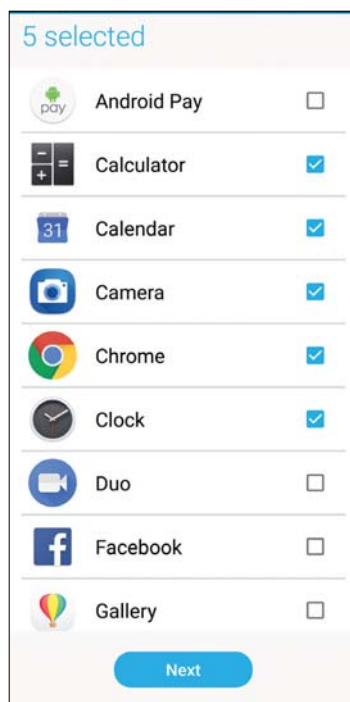 5 selected
pay
Android Pay
Calculator
31
Calendar
Camera
Chrome
Clock
Duo
Facebook
Gallery
Next